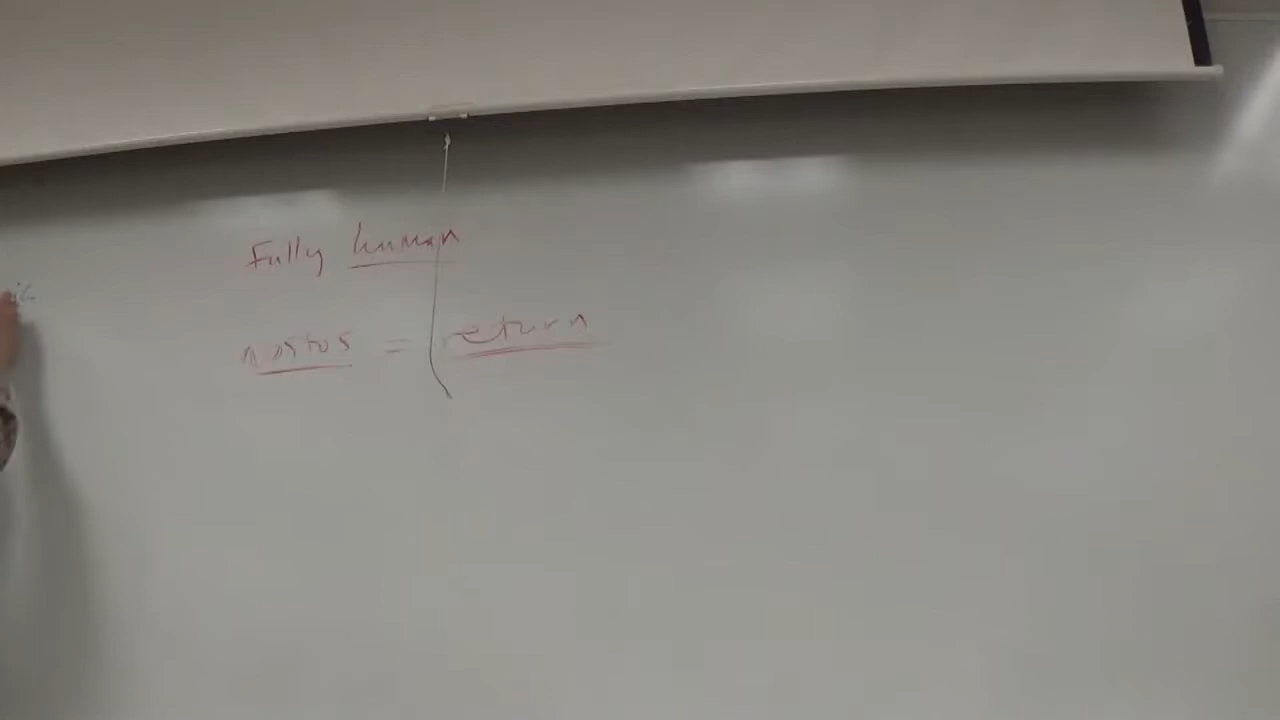 Fully human
nostos = return